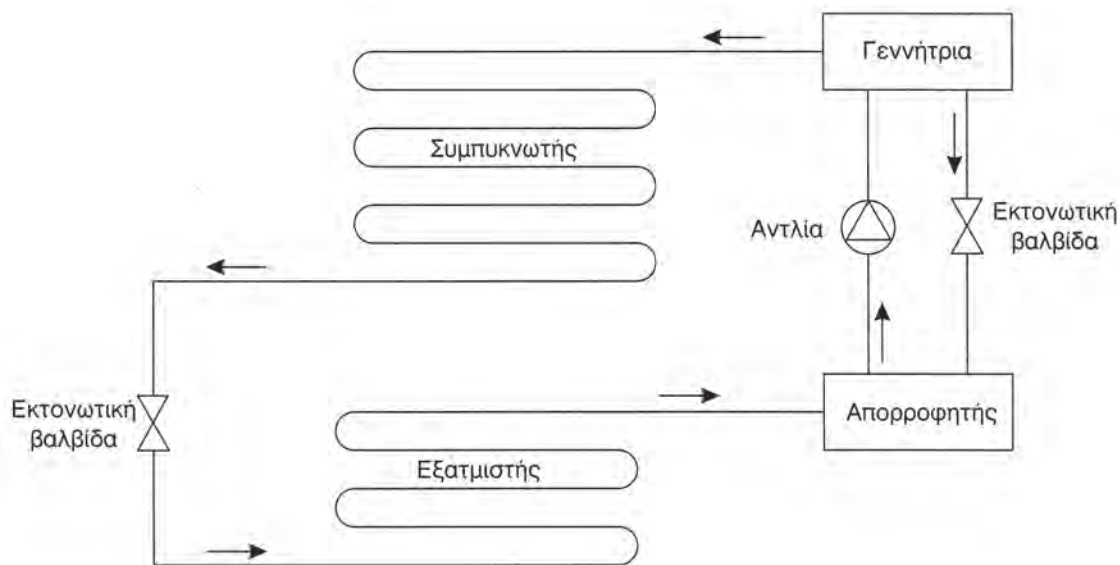 Γεννήτρια
Συμπυκνωτής
Αντλία
Εκτονωτική
βαλβίδα
Εκτονωτική
βαλβίδα
Απορροφητής
Εξατμιστής